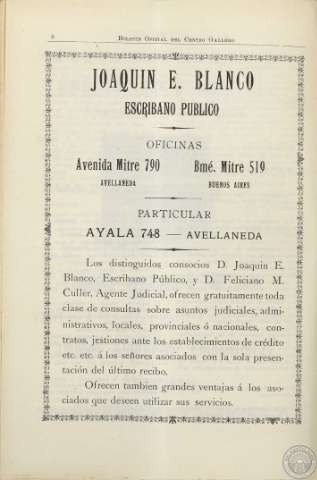 8 BOLETIN OFICIAL DEL CENTRO GALLEGO
JOAQUIN E. BLANCO
ESCRIBANO PUBLICO
OFICINAS
Avenida Mitre 790 Bmé. Mitre 519
AVELLANEDA BUENOS AIRES
PARTICULAR
AYALA 748 — AVELLANEDA
Los distinguidos consocios D. Joaquin E.
Blanco, Escribano Público, y D. Feliciano M.
Culler, Agente Judicial, ofrecen gratuitamente toda
clase de consultas sobre asuntos judiciales, admi-
nistrativos, locales, provinciales ó nacionales, con-
tratos, jestiones ante los establecimientos de crédito
etc. etc. á los señores asociados con la sola presen-
tación del último recibo.
Ofrecen tambien grandes ventajas á los aso-
ciados que deseen utilizar sus servicios.